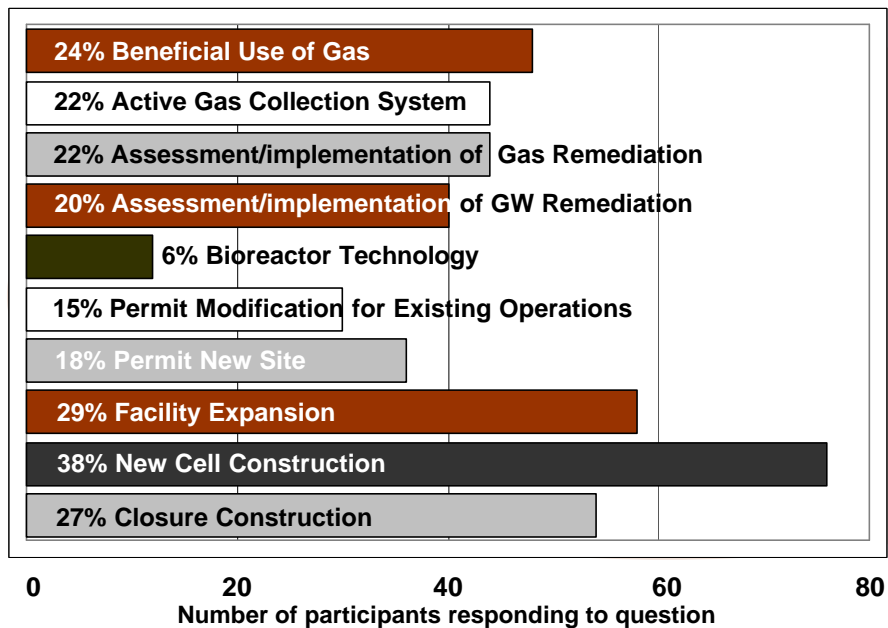 24% Beneficial Use of Gas
22% Active Gas Collection System
22% Assessment/implementation of Gas Remediation
20% Assessment/implementation of GW Remediation
6% Bioreactor Technology
15% Permit Modification for Existing Operations
18% Permit New Site
29% Facility Expansion
38% New Cell Construction
27% Closure Construction
0 20 40 60 80
Number of participants responding to question